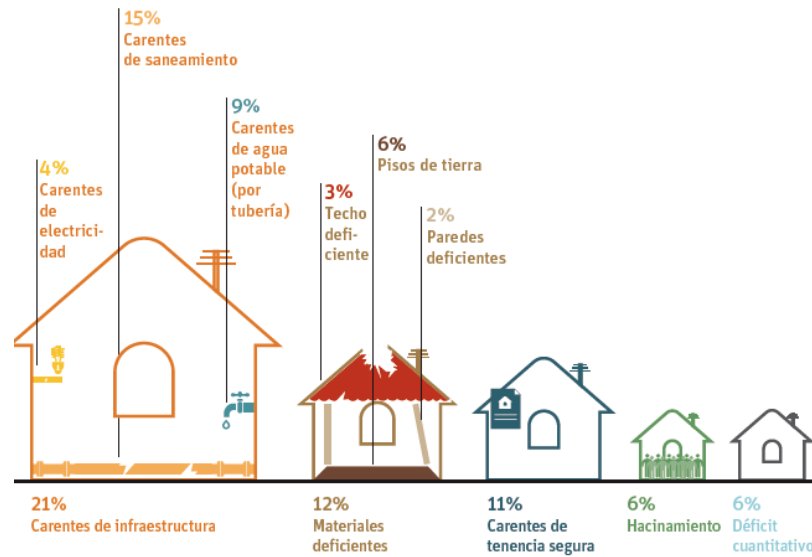 15%
Carentes
de saneamiento
9%
Carentes
de agua
potable
(por
tubería)
4%
Carentes
de
electrici-
dad
6%
Pisos de tierra
3%
Techo
defi-
ciente
2%
Paredes
deficientes
21%
Carentes de infraestructura
12%
Materiales
deficientes
11%
Carentes de
tenencia segura
6%
Hacinamiento
6%
Déficit
cuantitativo